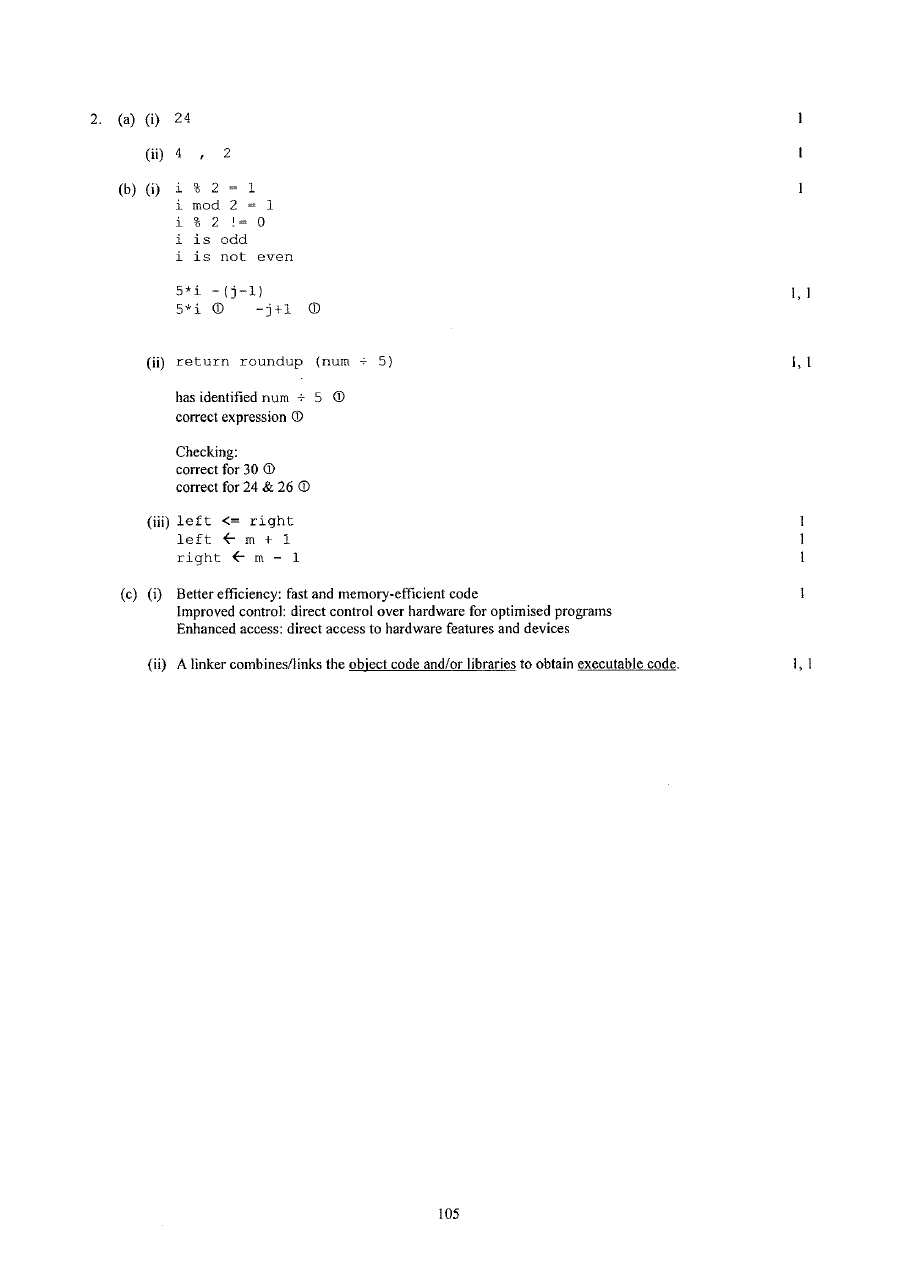 2. (a) (i) 24 1
(ii) 4 , 2 1
(b) (i) i % 2 = 1 1
i mod 2 = 1
i % 2 != 0
i is odd
i is not even
5*i -(j-1) 1, 1
5*i ① -j+1 ①
(ii) return roundup (num ÷ 5) 1, 1
has identified num ÷ 5 ①
correct expression ①
Checking:
correct for 30 ①
correct for 24 & 26 ①
(iii) left <= right 1
left ← m + 1 1
right ← m - 1 1
(c) (i) Better efficiency: fast and memory-efficient code 1
Improved control: direct control over hardware for optimised programs
Enhanced access: direct access to hardware features and devices
(ii) A linker combines/links the object code and/or libraries to obtain executable code. 1, 1
105